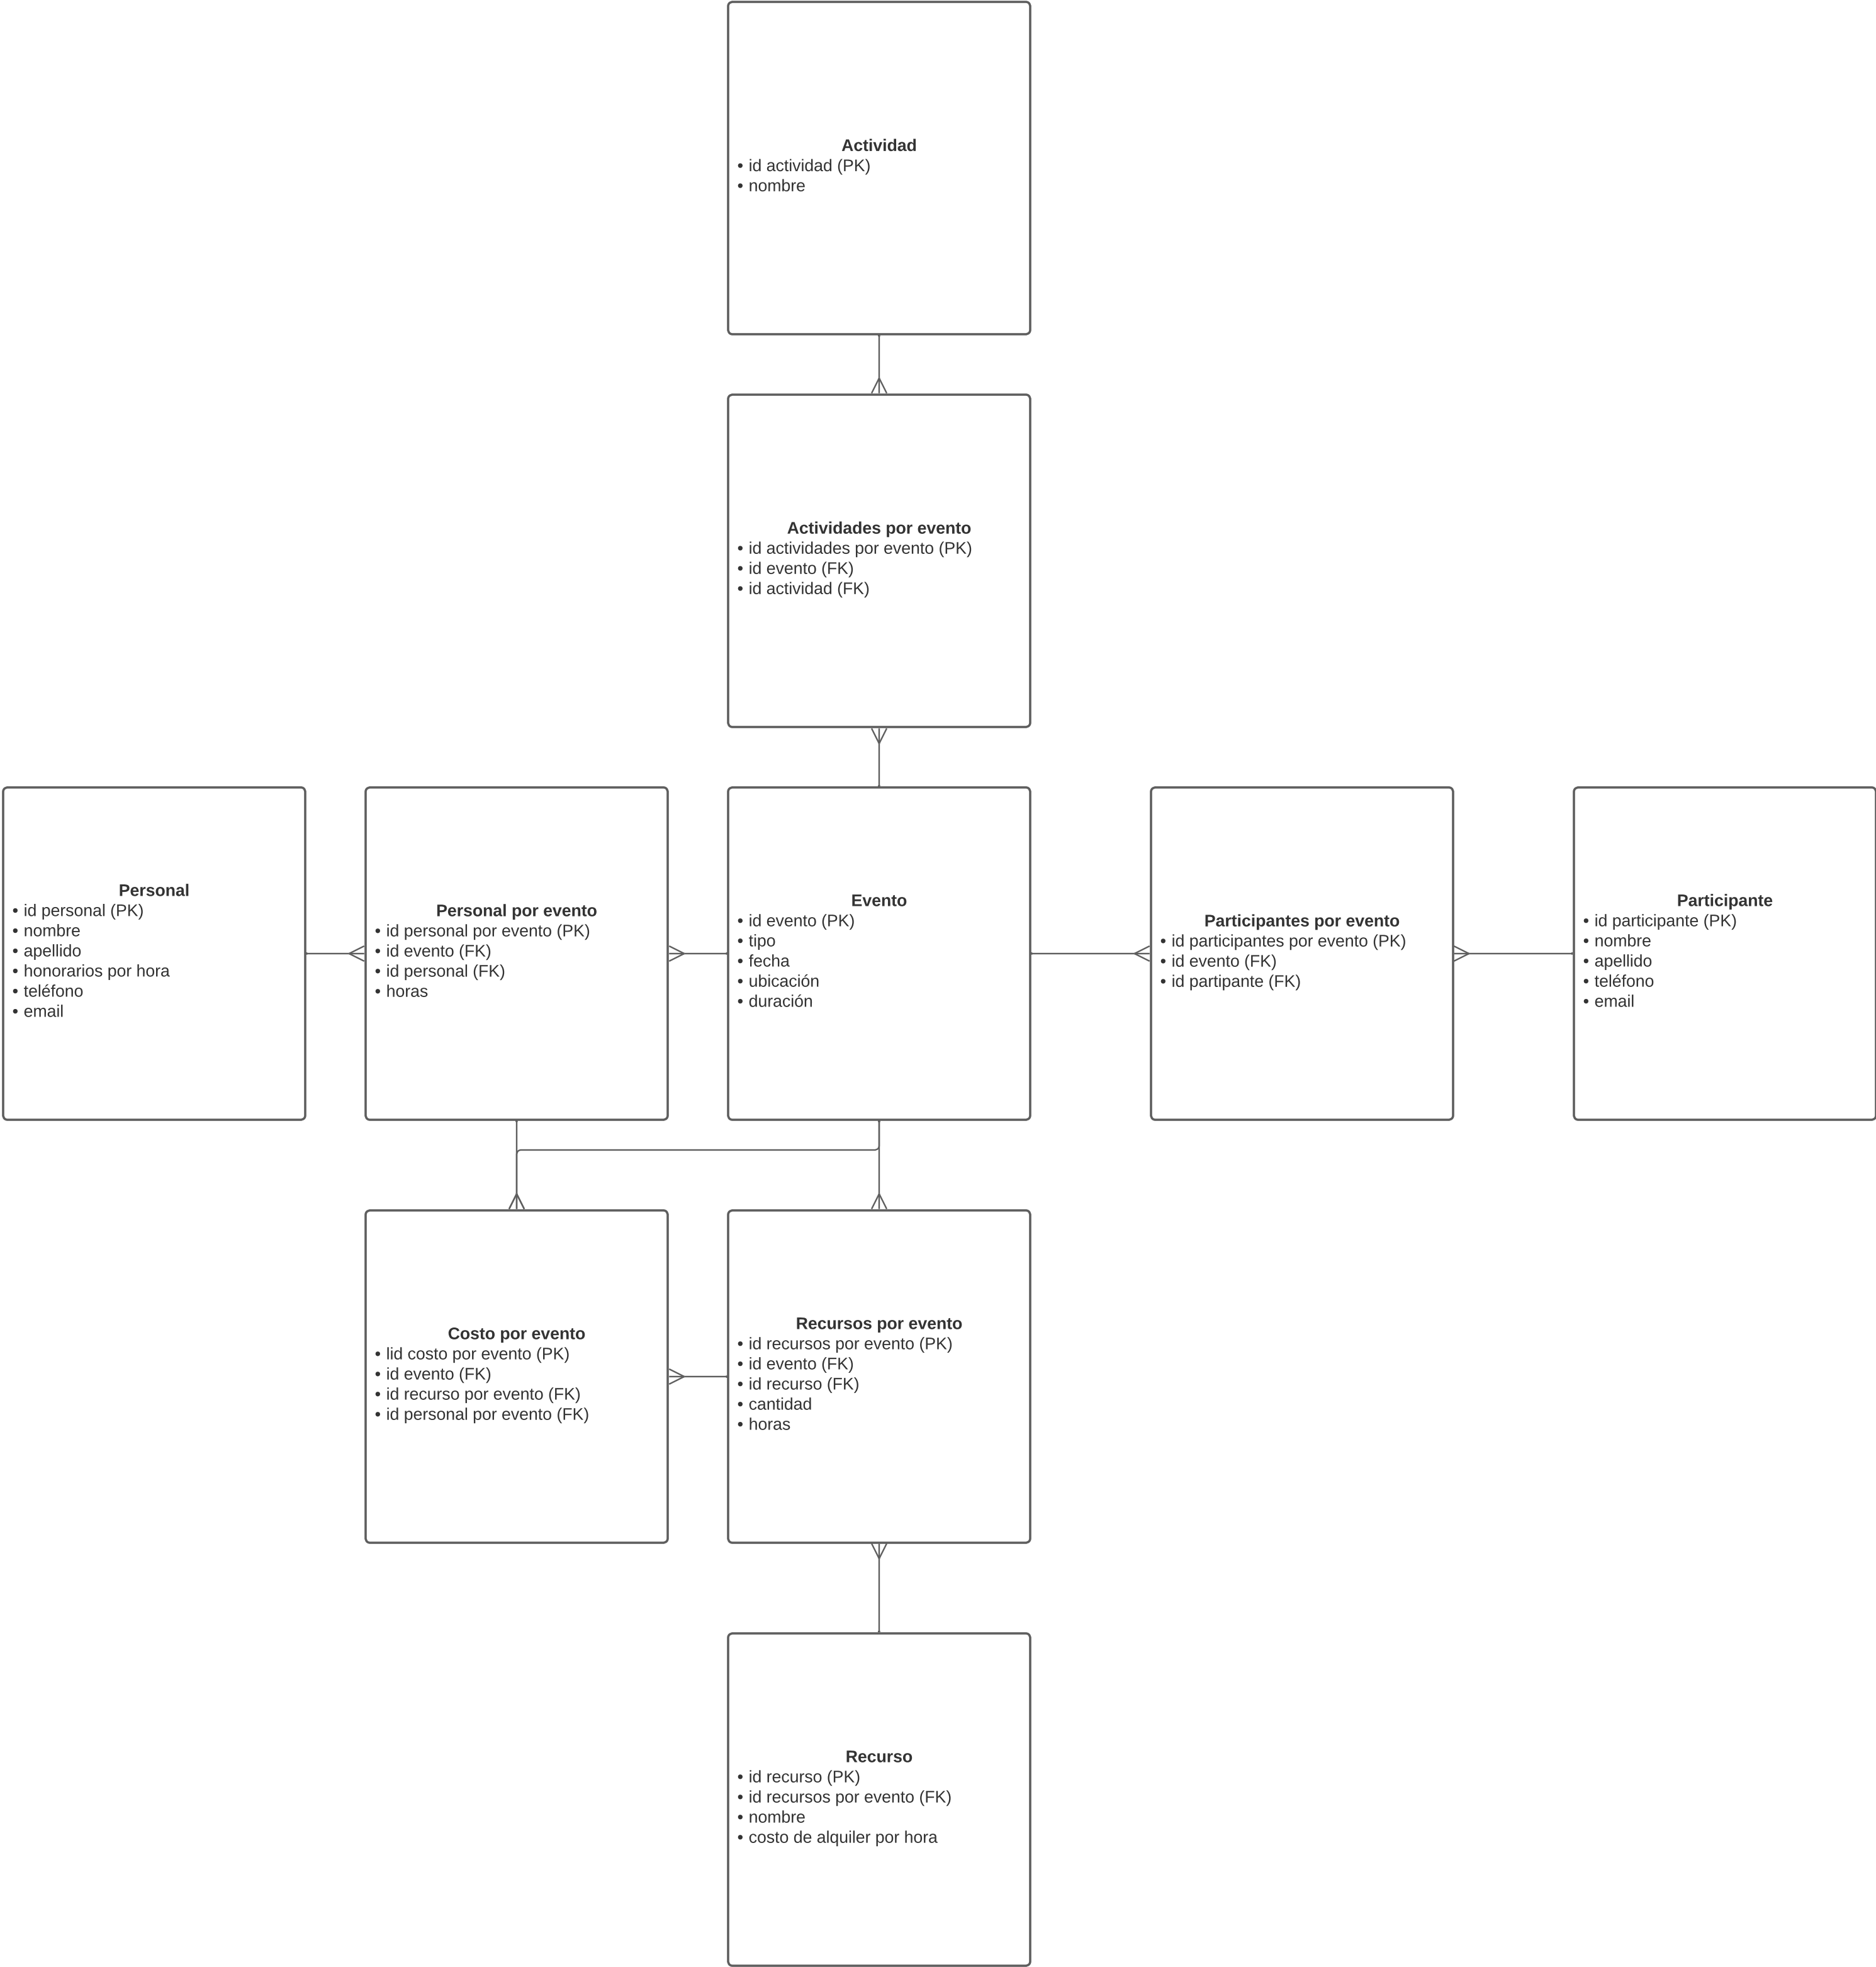 Actividad
• id actividad (PK)
• nombre
Actividades por evento
• id actividades por evento (PK)
• id evento (FK)
• id actividad (FK)
Personal
• id personal (PK)
• nombre
• apellido
• honorarios por hora
• teléfono
• email
Personal por evento
• id personal por evento (PK)
• id evento (FK)
• id personal (FK)
• horas
Evento
• id evento (PK)
• tipo
• fecha
• ubicación
• duración
Participantes por evento
• id participantes por evento (PK)
• id evento (FK)
• id partipante (FK)
Participante
• id participante (PK)
• nombre
• apellido
• teléfono
• email
Costo por evento
• lid costo por evento (PK)
• id evento (FK)
• id recurso por evento (FK)
• id personal por evento (FK)
Recursos por evento
• id recursos por evento (PK)
• id evento (FK)
• id recurso (FK)
• cantidad
• horas
Recurso
• id recurso (PK)
• id recursos por evento (FK)
• nombre
• costo de alquiler por hora